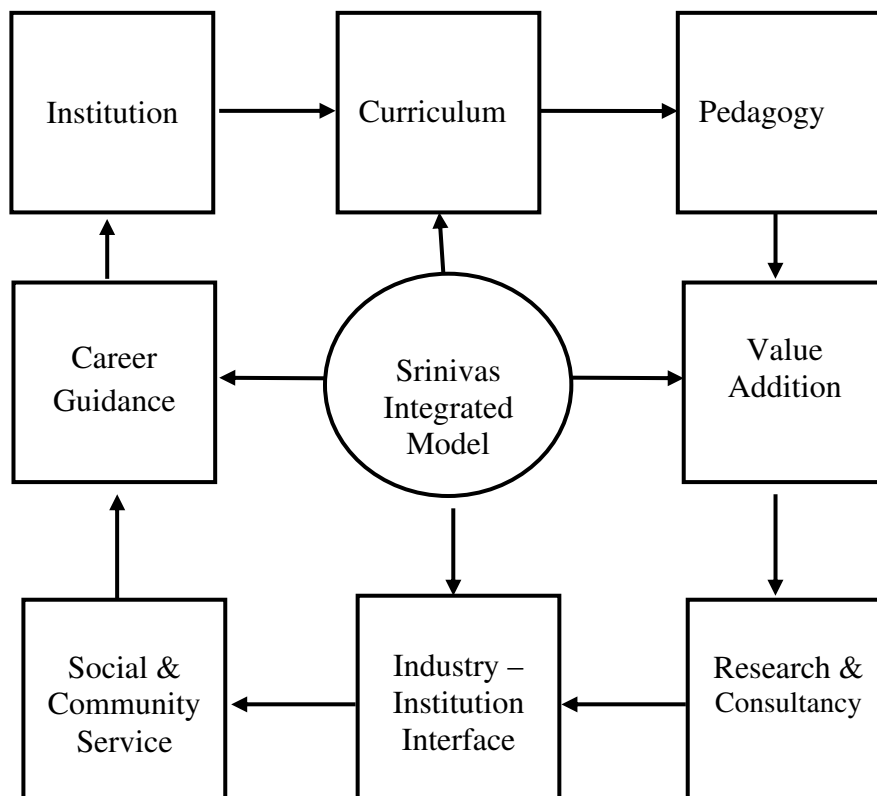 Institution
Curriculum
Pedagogy
Career
Guidance
Srinivas
Integrated
Model
Value
Addition
Social &
Community
Service
Industry –
Institution
Interface
Research &
Consultancy